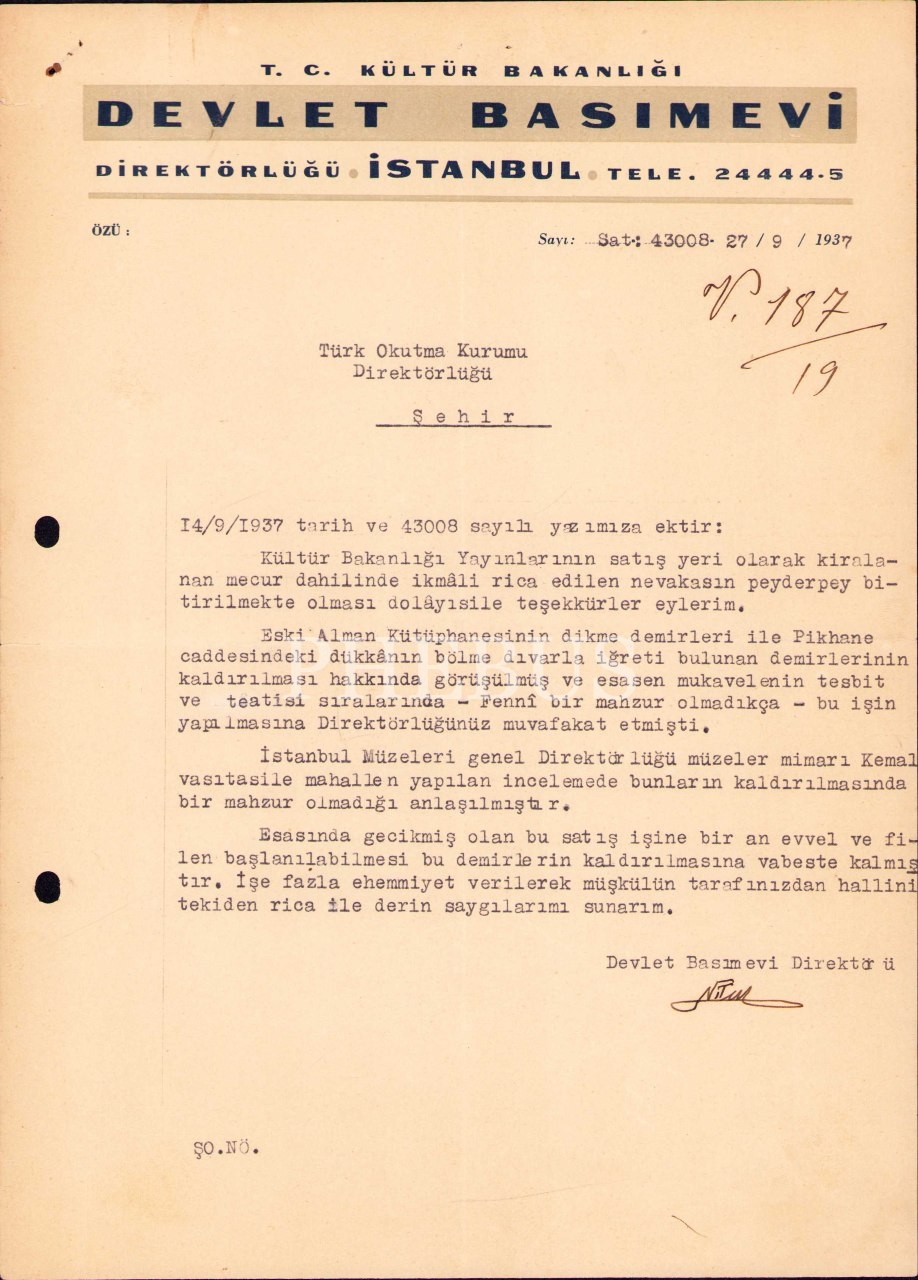 T. C. KÜLTÜR BAKANLIĞI
DEVLET BASIMEVİ
DİREKTÖRLÜĞÜ • İSTANBUL • TELE. 24444-5
ÖZÜ :
Sayı: Sat.: 43008- 27 / 9 / 1937
V. 187
19
Türk Okutma Kurumu
Direktörlüğü
Şehir
I4/9/I937 tarih ve 43008 sayılı yazımıza ektir:
Kültür Bakanlığı Yayınlarının satış yeri olarak kirala-
nan mecur dahilinde ikmâli rica edilen nevakasın peyderpey bi-
tirilmekte olması dolâyısile teşekkürler eylerim.
Eski Alman Kütüphanesinin dikme demirleri ile Pikhane
caddesindeki dükkânın bölme dıvarla iğreti bulunan demirlerinin
kaldırılması hakkında görüşülmüş ve esasen mukavelenin tesbit
ve teatisi sıralarında - Fennî bir mahzur olmadıkça - bu işin
yapılmasına Direktörlüğünüz muvafakat etmişti.
İstanbul Müzeleri genel Direktörlüğü müzeler mimarı Kemal
vasıtasile mahallen yapılan incelemede bunların kaldırılmasında
bir mahzur olmadığı anlaşılmıştır.
Esasında gecikmiş olan bu satış işine bir an evvel ve fi-
len başlanılabilmesi bu demirlerin kaldırılmasına vabeste kalmış
tır. İşe fazla ehemmiyet verilerek müşkülün tarafınızdan hallini
tekiden rica ile derin saygılarımı sunarım.
Devlet Basımevi Direktörü
ŞO.NÖ.